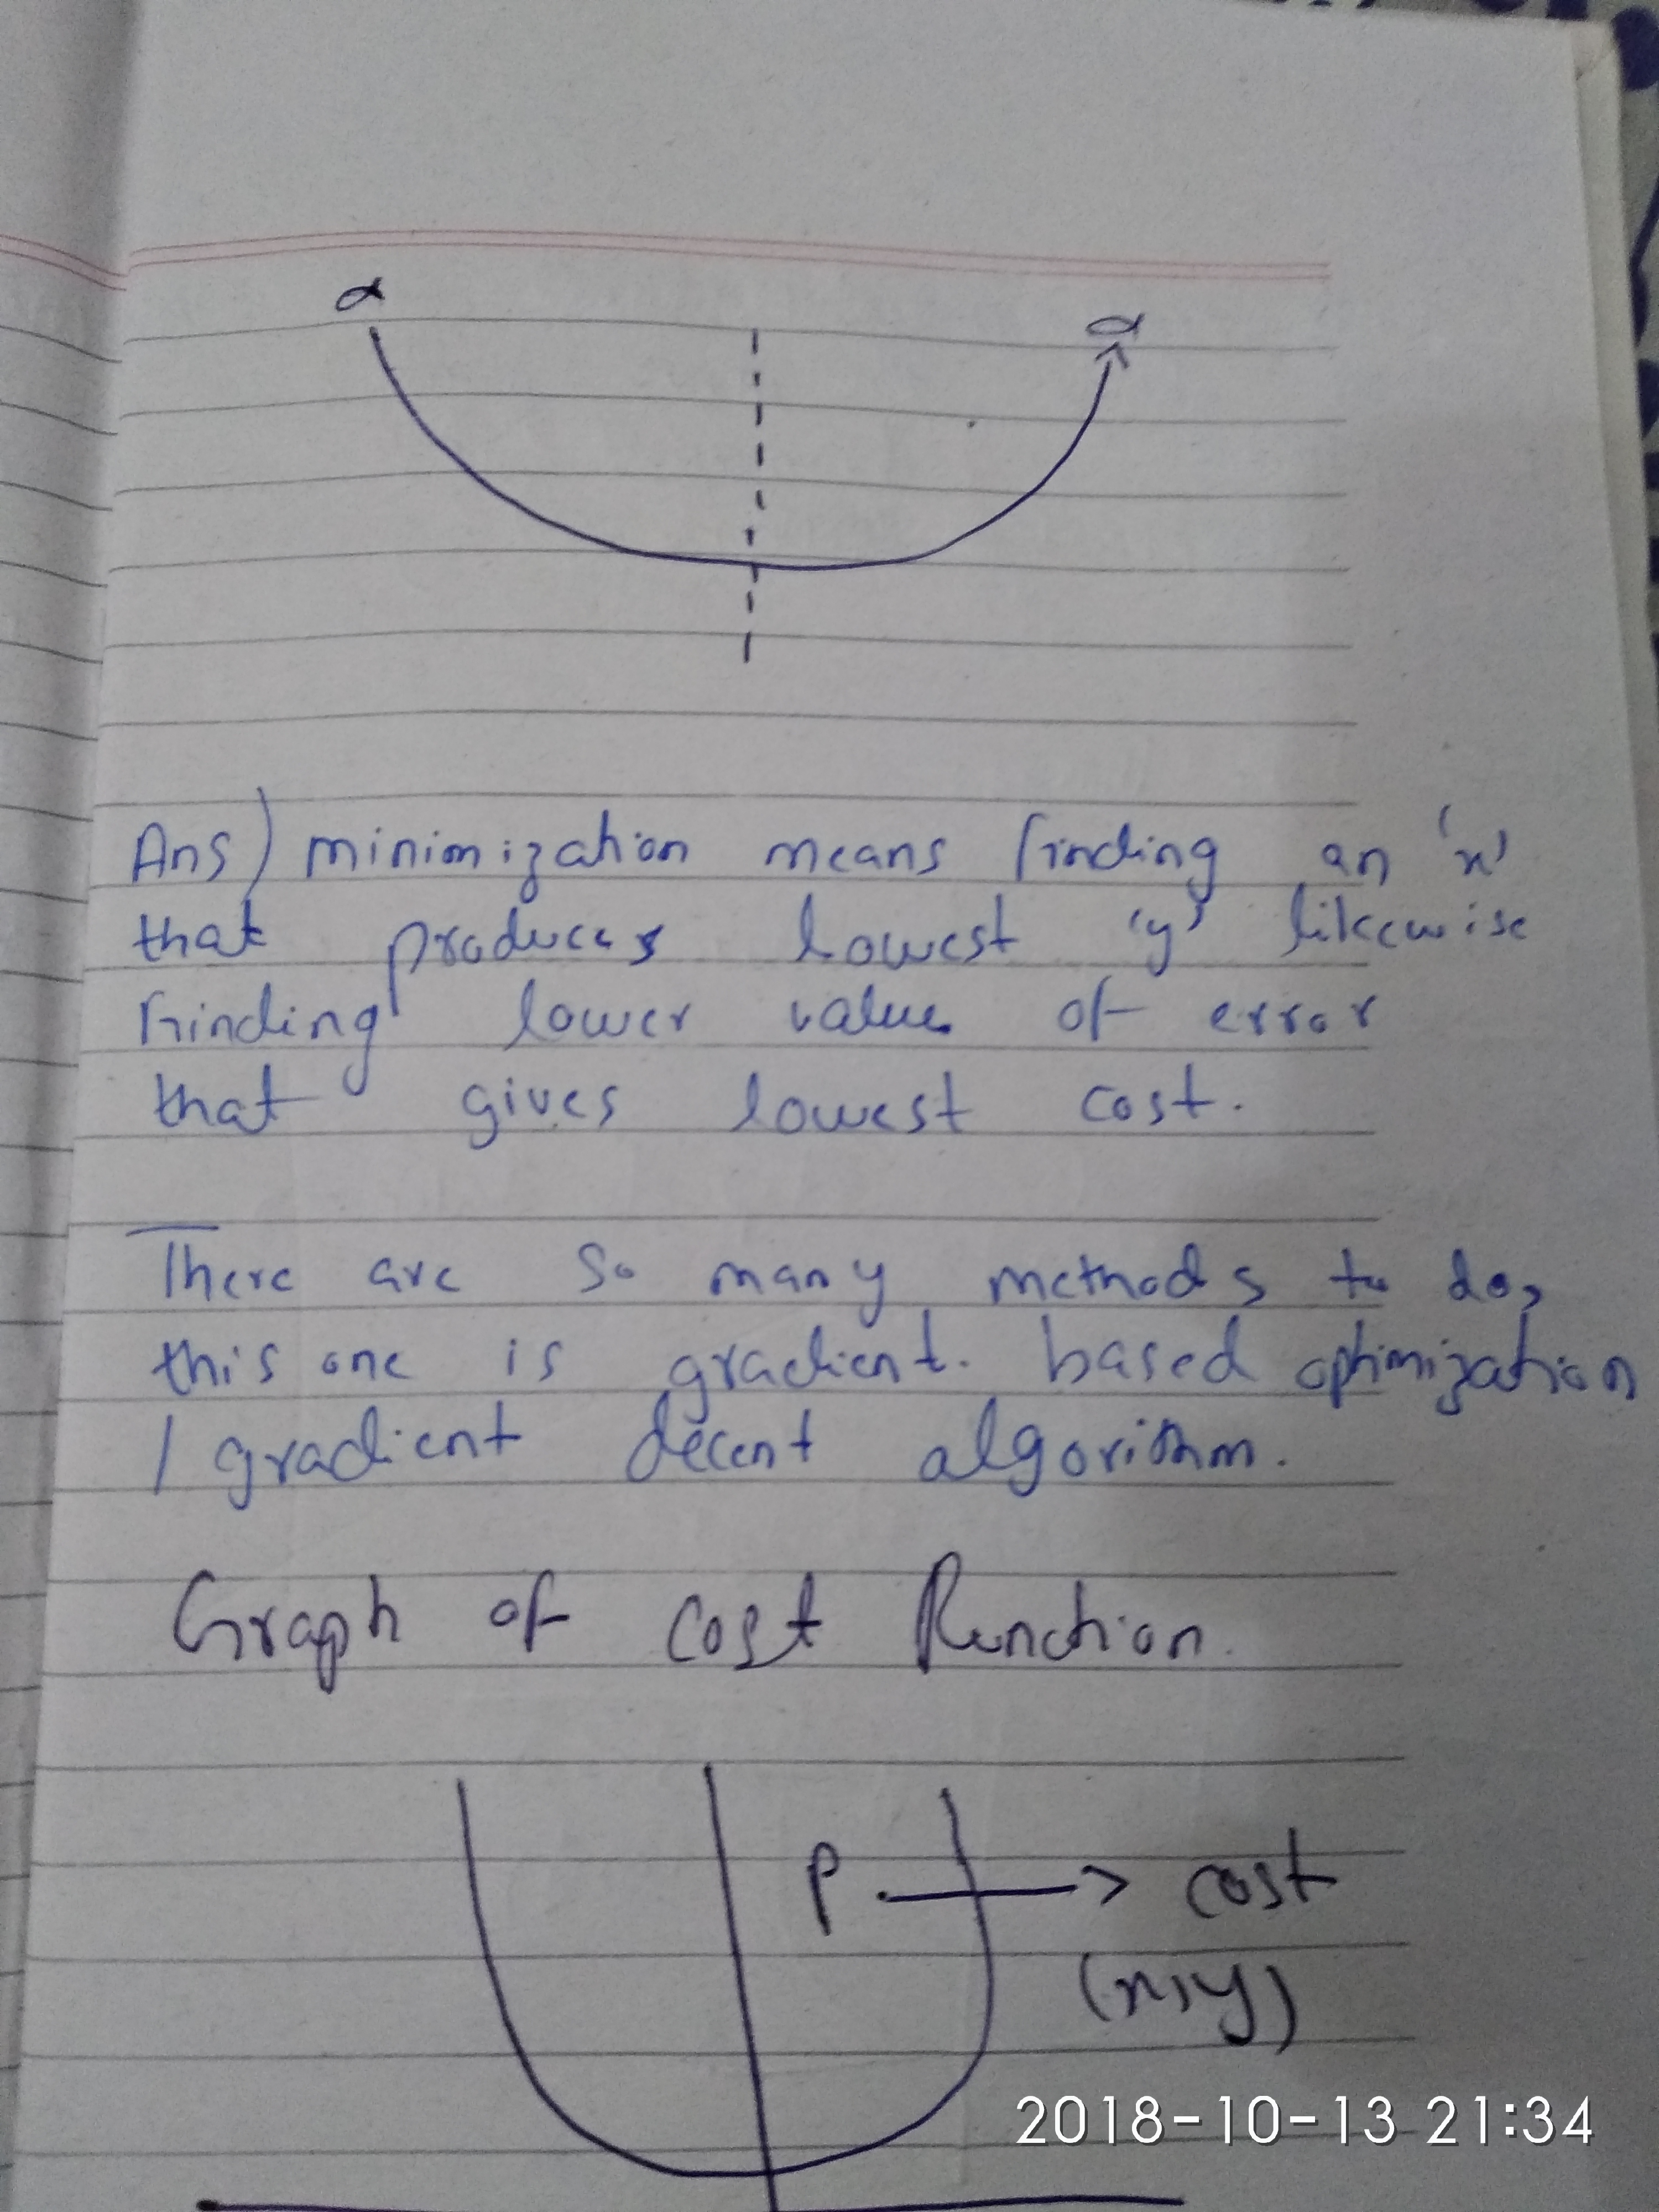 α α
Ans) minimization means finding an 'x'
that produces lowest 'y' likewise
finding lower value of error
that gives lowest cost.
There are so many methods to do,
this one is gradient. based optimization
/ gradient decent algorithm.
Graph of cost function.
P → cost
(x,y)
2018-10-13 21:34